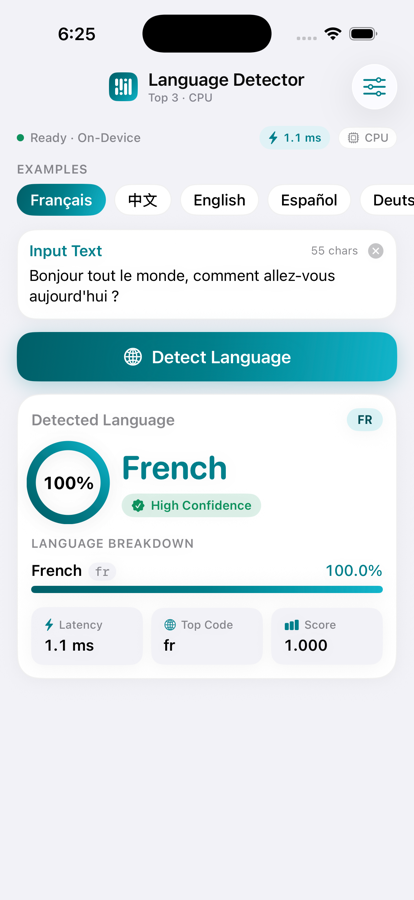 6:25
Language Detector
Top 3 · CPU
Ready · On-Device
1.1 ms
CPU
EXAMPLES
Français
中文
English
Español
Deuts
Input Text
55 chars
Bonjour tout le monde, comment allez-vous
aujourd'hui ?
Detect Language
Detected Language
FR
100%
French
High Confidence
LANGUAGE BREAKDOWN
French fr
100.0%
Latency
1.1 ms
Top Code
fr
Score
1.000